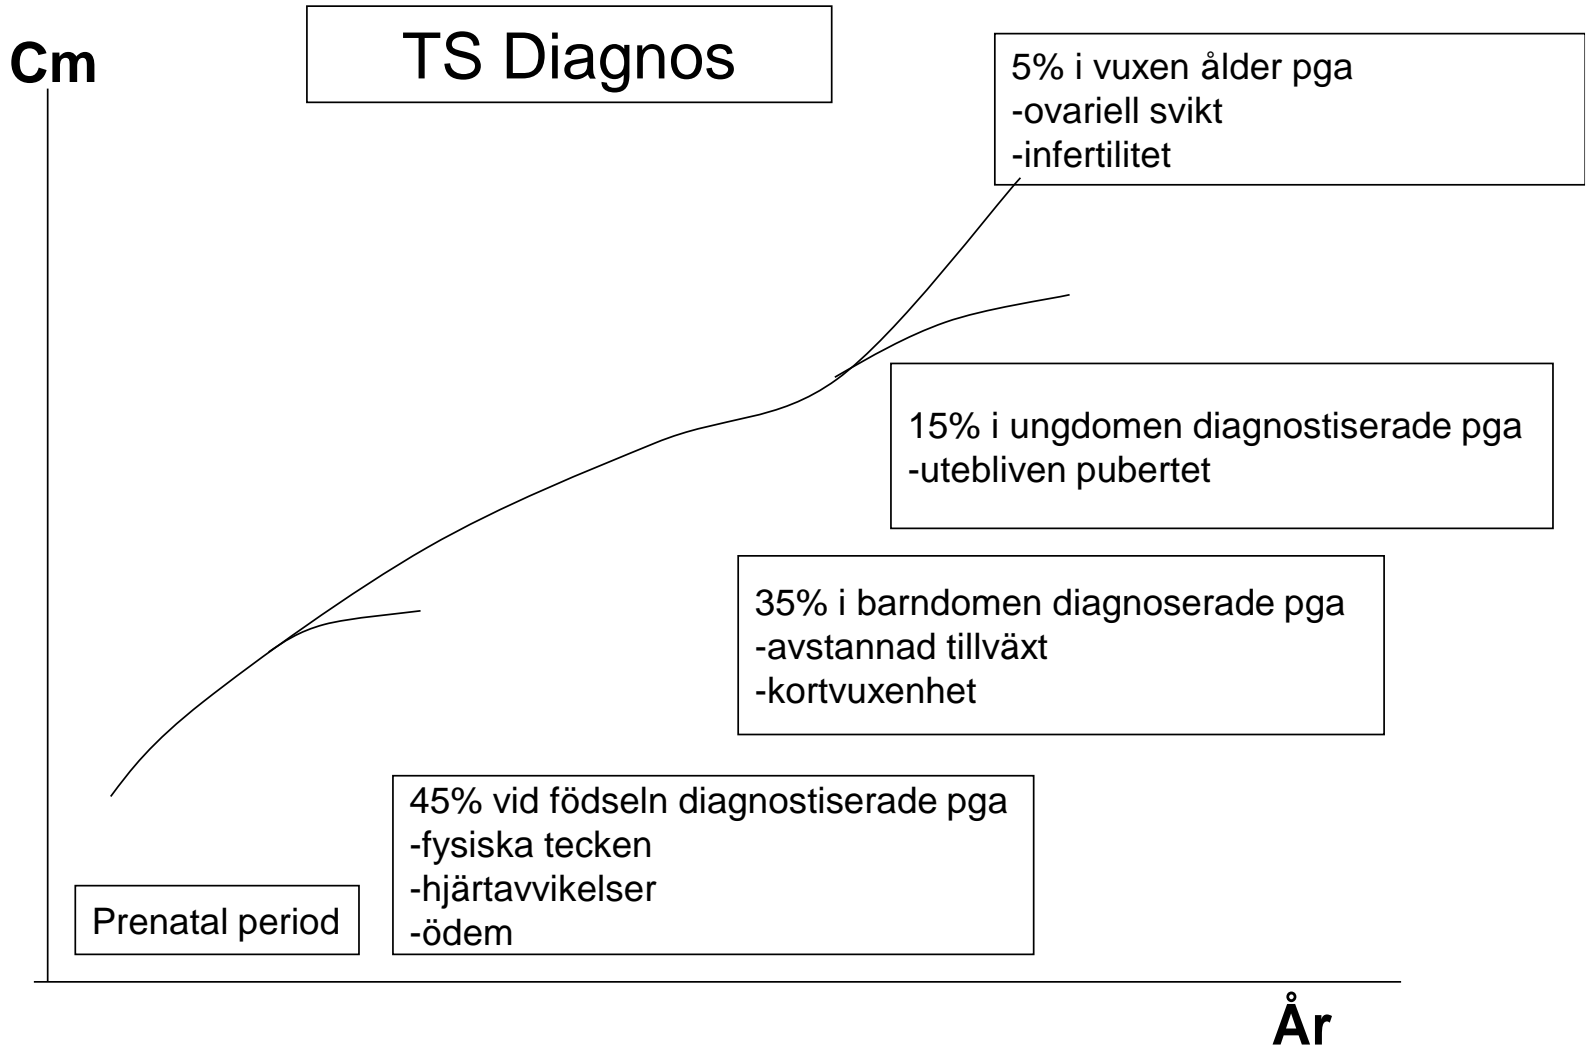 TS Diagnos
Cm
5% i vuxen ålder pga
-ovariell svikt
-infertilitet
15% i ungdomen diagnostiserade pga
-utebliven pubertet
35% i barndomen diagnoserade pga
-avstannad tillväxt
-kortvuxenhet
45% vid födseln diagnostiserade pga
-fysiska tecken
-hjärtavvikelser
-ödem
Prenatal period
År